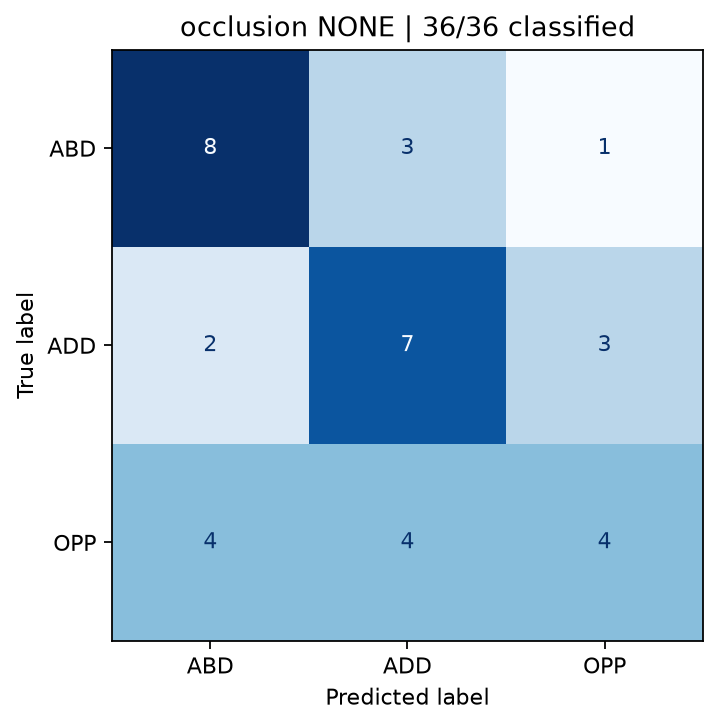 occlusion NONE | 36/36 classified
True label
ABD 8 3 1
ADD 2 7 3
OPP 4 4 4
ABD ADD OPP
Predicted label